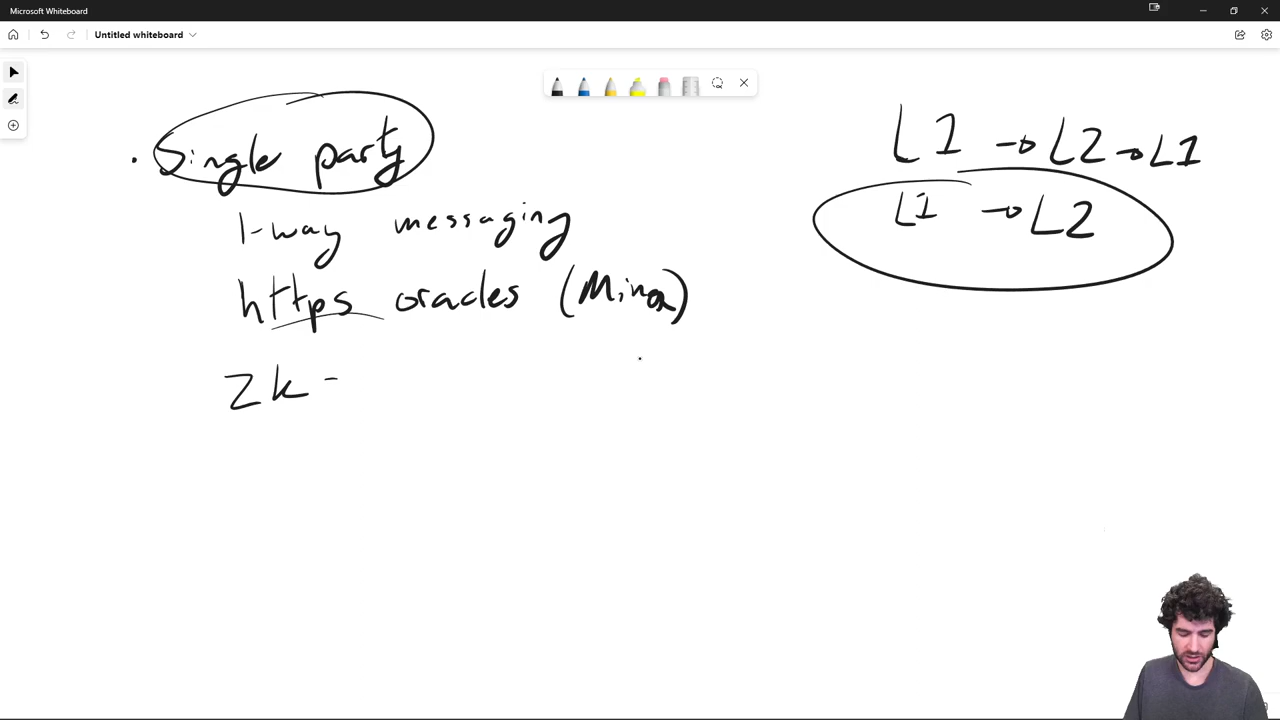 Microsoft Whiteboard
Untitled whiteboard
• Single party
1-way messaging
https oracles (Mina)
zk -
L1 → L2 → L1
L1 → L2